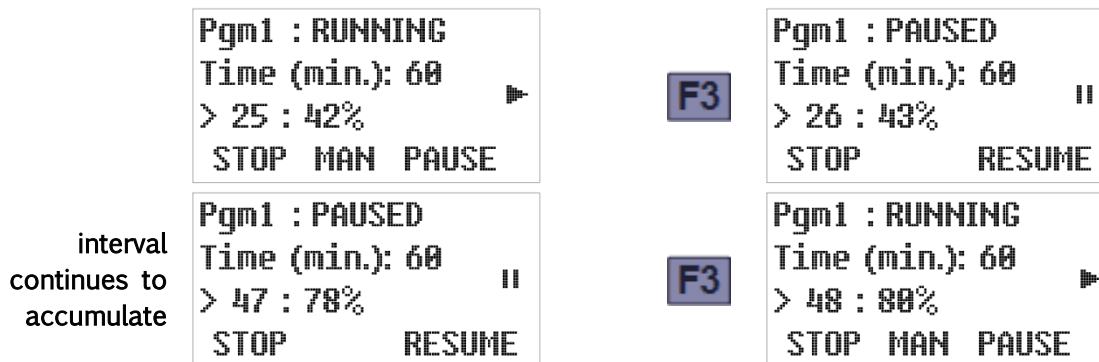 Pgm1 : RUNNING
Time (min.): 60
> 25 : 42%
STOP MAN PAUSE
F3
Pgm1 : PAUSED
Time (min.): 60
> 26 : 43%
STOP RESUME
interval
continues to
accumulate
Pgm1 : PAUSED
Time (min.): 60
> 47 : 78%
STOP RESUME
F3
Pgm1 : RUNNING
Time (min.): 60
> 48 : 80%
STOP MAN PAUSE